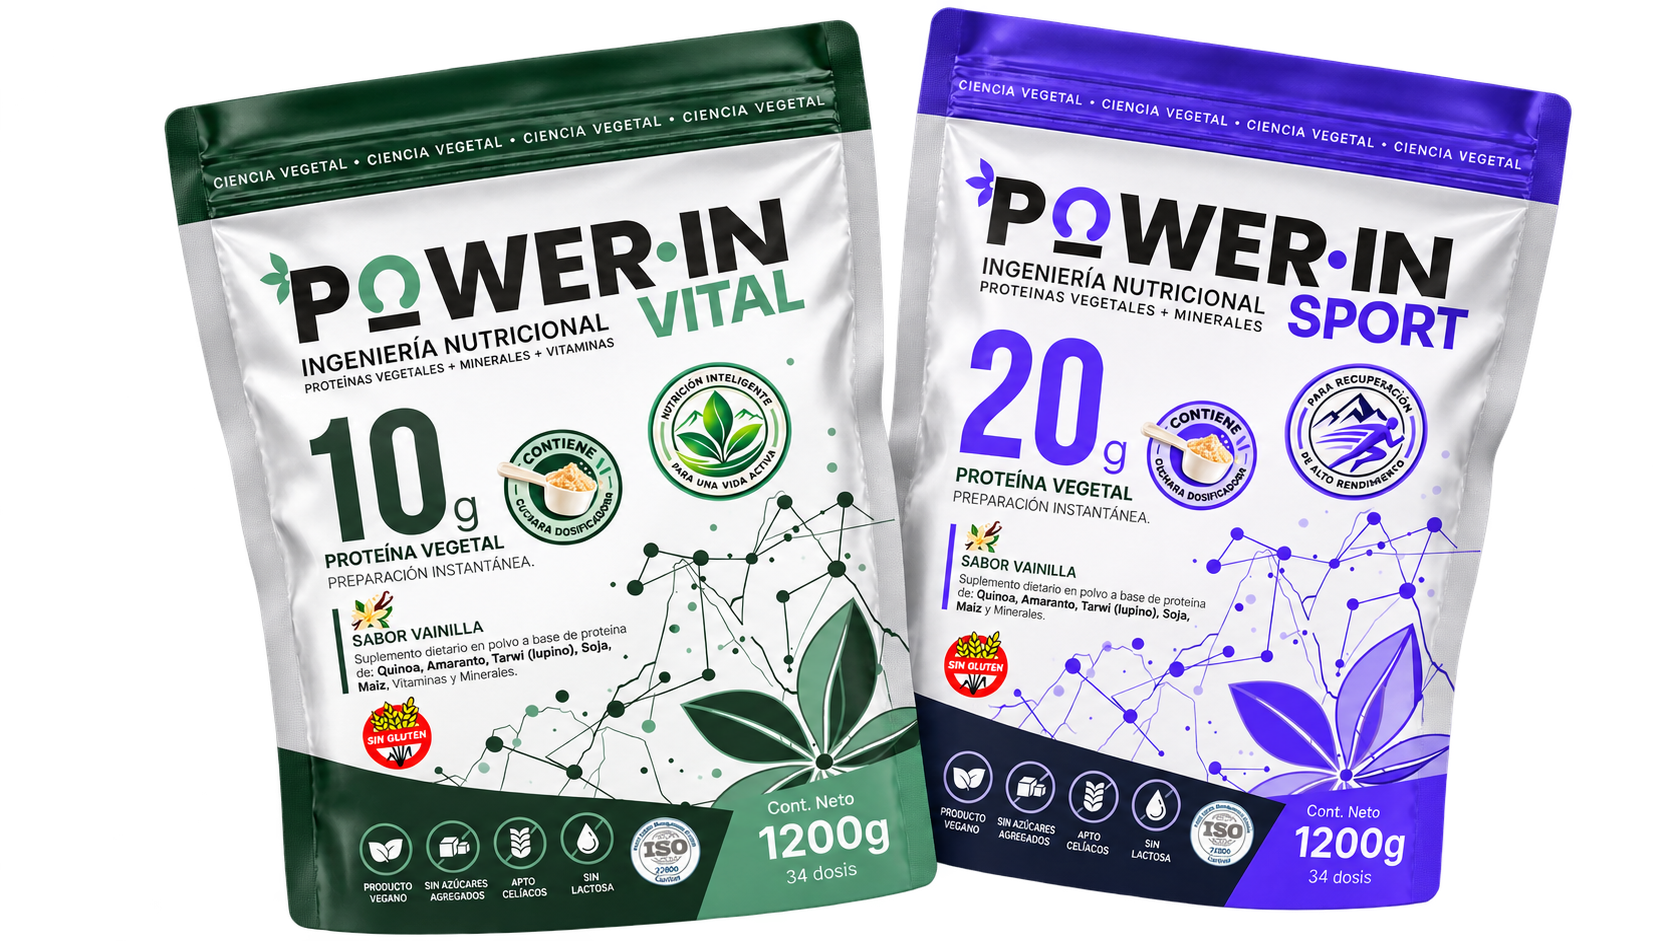 CIENCIA VEGETAL • CIENCIA VEGETAL • CIENCIA VEGETAL • CIENCIA VEGETAL
POWER·IN
VITAL
INGENIERÍA NUTRICIONAL
PROTEÍNAS VEGETALES + MINERALES + VITAMINAS
NUTRICIÓN INTELIGENTE
PARA UNA VIDA ACTIVA
10g
CONTIENE
CUCHARA DOSIFICADORA
PROTEÍNA VEGETAL
PREPARACIÓN INSTANTÁNEA.
SABOR VAINILLA
Suplemento dietario en polvo a base de proteína
de: Quinoa, Amaranto, Tarwi (lupino), Soja,
Maiz, Vitaminas y Minerales.
SIN GLUTEN
PRODUCTO
VEGANO
SIN AZÚCARES
AGREGADOS
APTO
CELÍACOS
SIN
LACTOSA
ISO
Cont. Neto
1200g
34 dosis
CIENCIA VEGETAL • CIENCIA VEGETAL • CIENCIA VEGETAL • CIENCIA VEGETAL
POWER·IN
SPORT
INGENIERÍA NUTRICIONAL
PROTEINAS VEGETALES + MINERALES
20g
CONTIENE
CUCHARA DOSIFICADORA
PARA RECUPERACIÓN
DE ALTO RENDIMIENTO
PROTEÍNA VEGETAL
PREPARACIÓN INSTANTÁNEA.
SABOR VAINILLA
Suplemento dietario en polvo a base de proteína
de: Quinoa, Amaranto, Tarwi (lupino), Soja,
Maiz y Minerales.
SIN GLUTEN
PRODUCTO
VEGANO
SIN AZÚCARES
AGREGADOS
APTO
CELÍACOS
SIN
LACTOSA
ISO
Cont. Neto
1200g
34 dosis